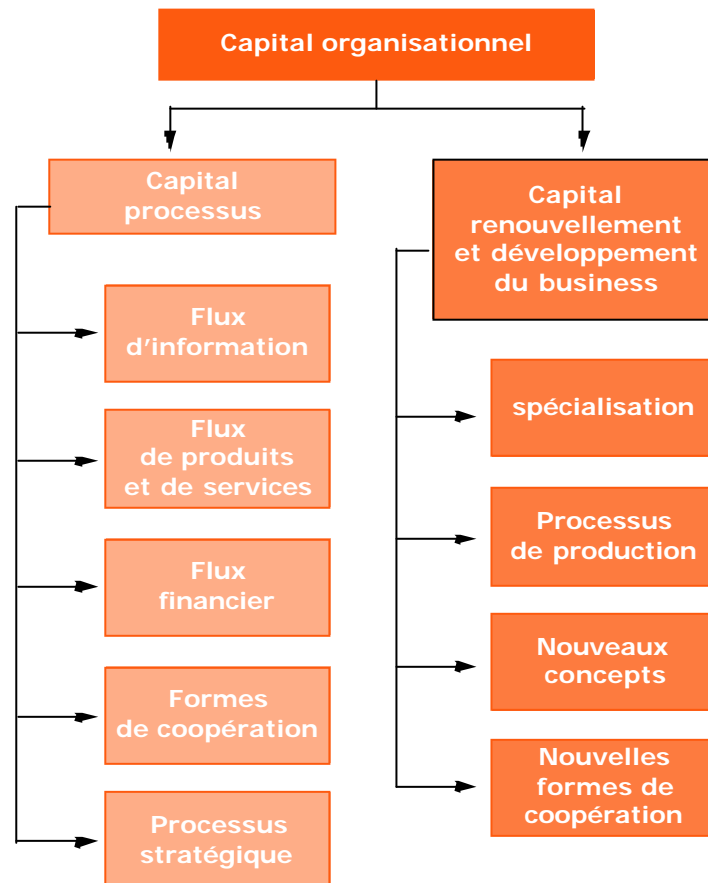 Capital organisationnel
Capital
processus
Flux
d'information
Flux
de produits
et de services
Flux
financier
Formes
de coopération
Processus
stratégique
Capital
renouvellement
et développement
du business
spécialisation
Processus
de production
Nouveaux
concepts
Nouvelles
formes de
coopération